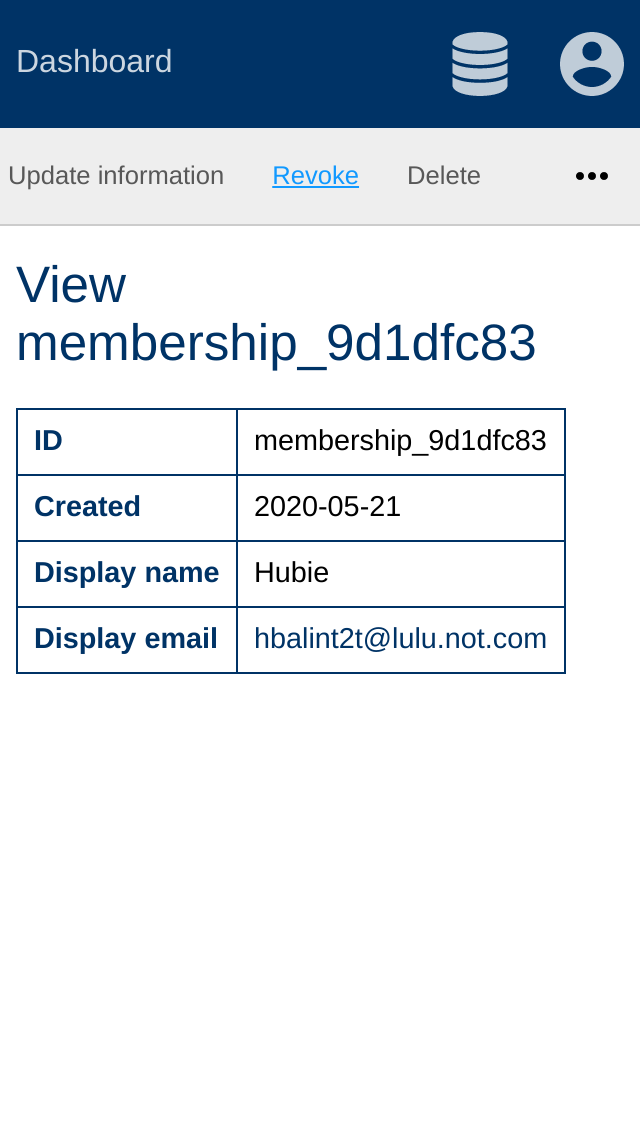 Dashboard
Update information Revoke Delete
View
membership_9d1dfc83
ID membership_9d1dfc83
Created 2020-05-21
Display name Hubie
Display email hbalint2t@lulu.not.com